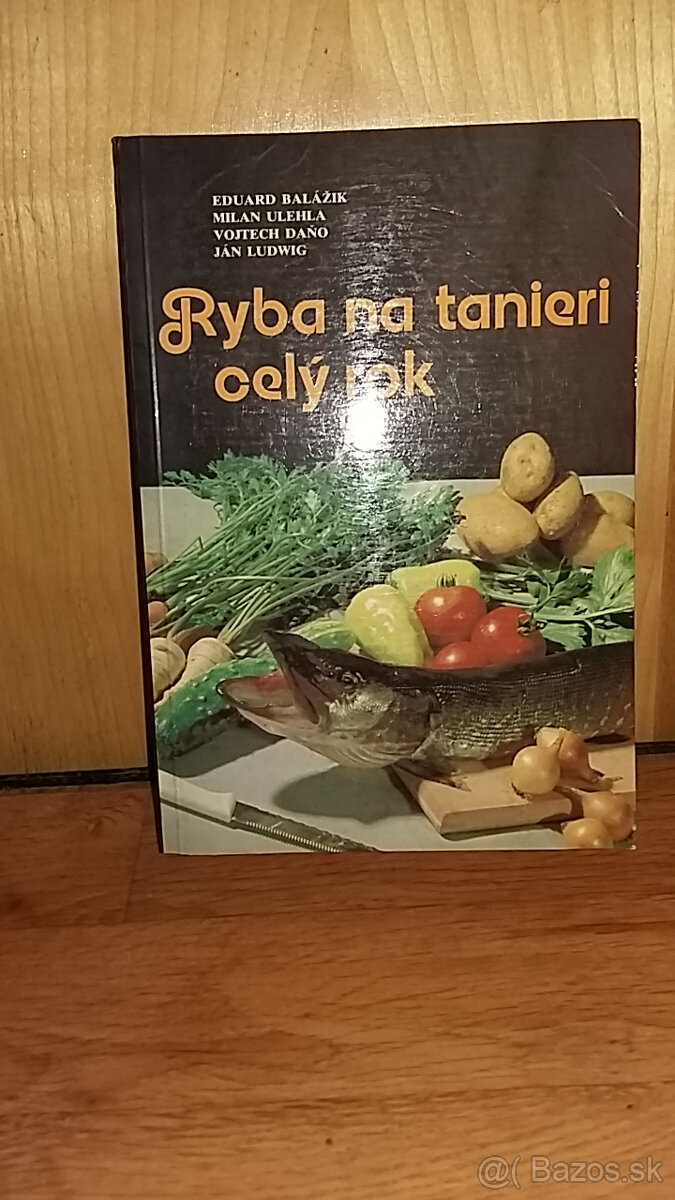 EDUARD BALÁŽIK
MILAN ULEHLA
VOJTECH DAŇO
JÁN LUDWIG
Ryba na tanieri
celý rok
@( Bazos.sk